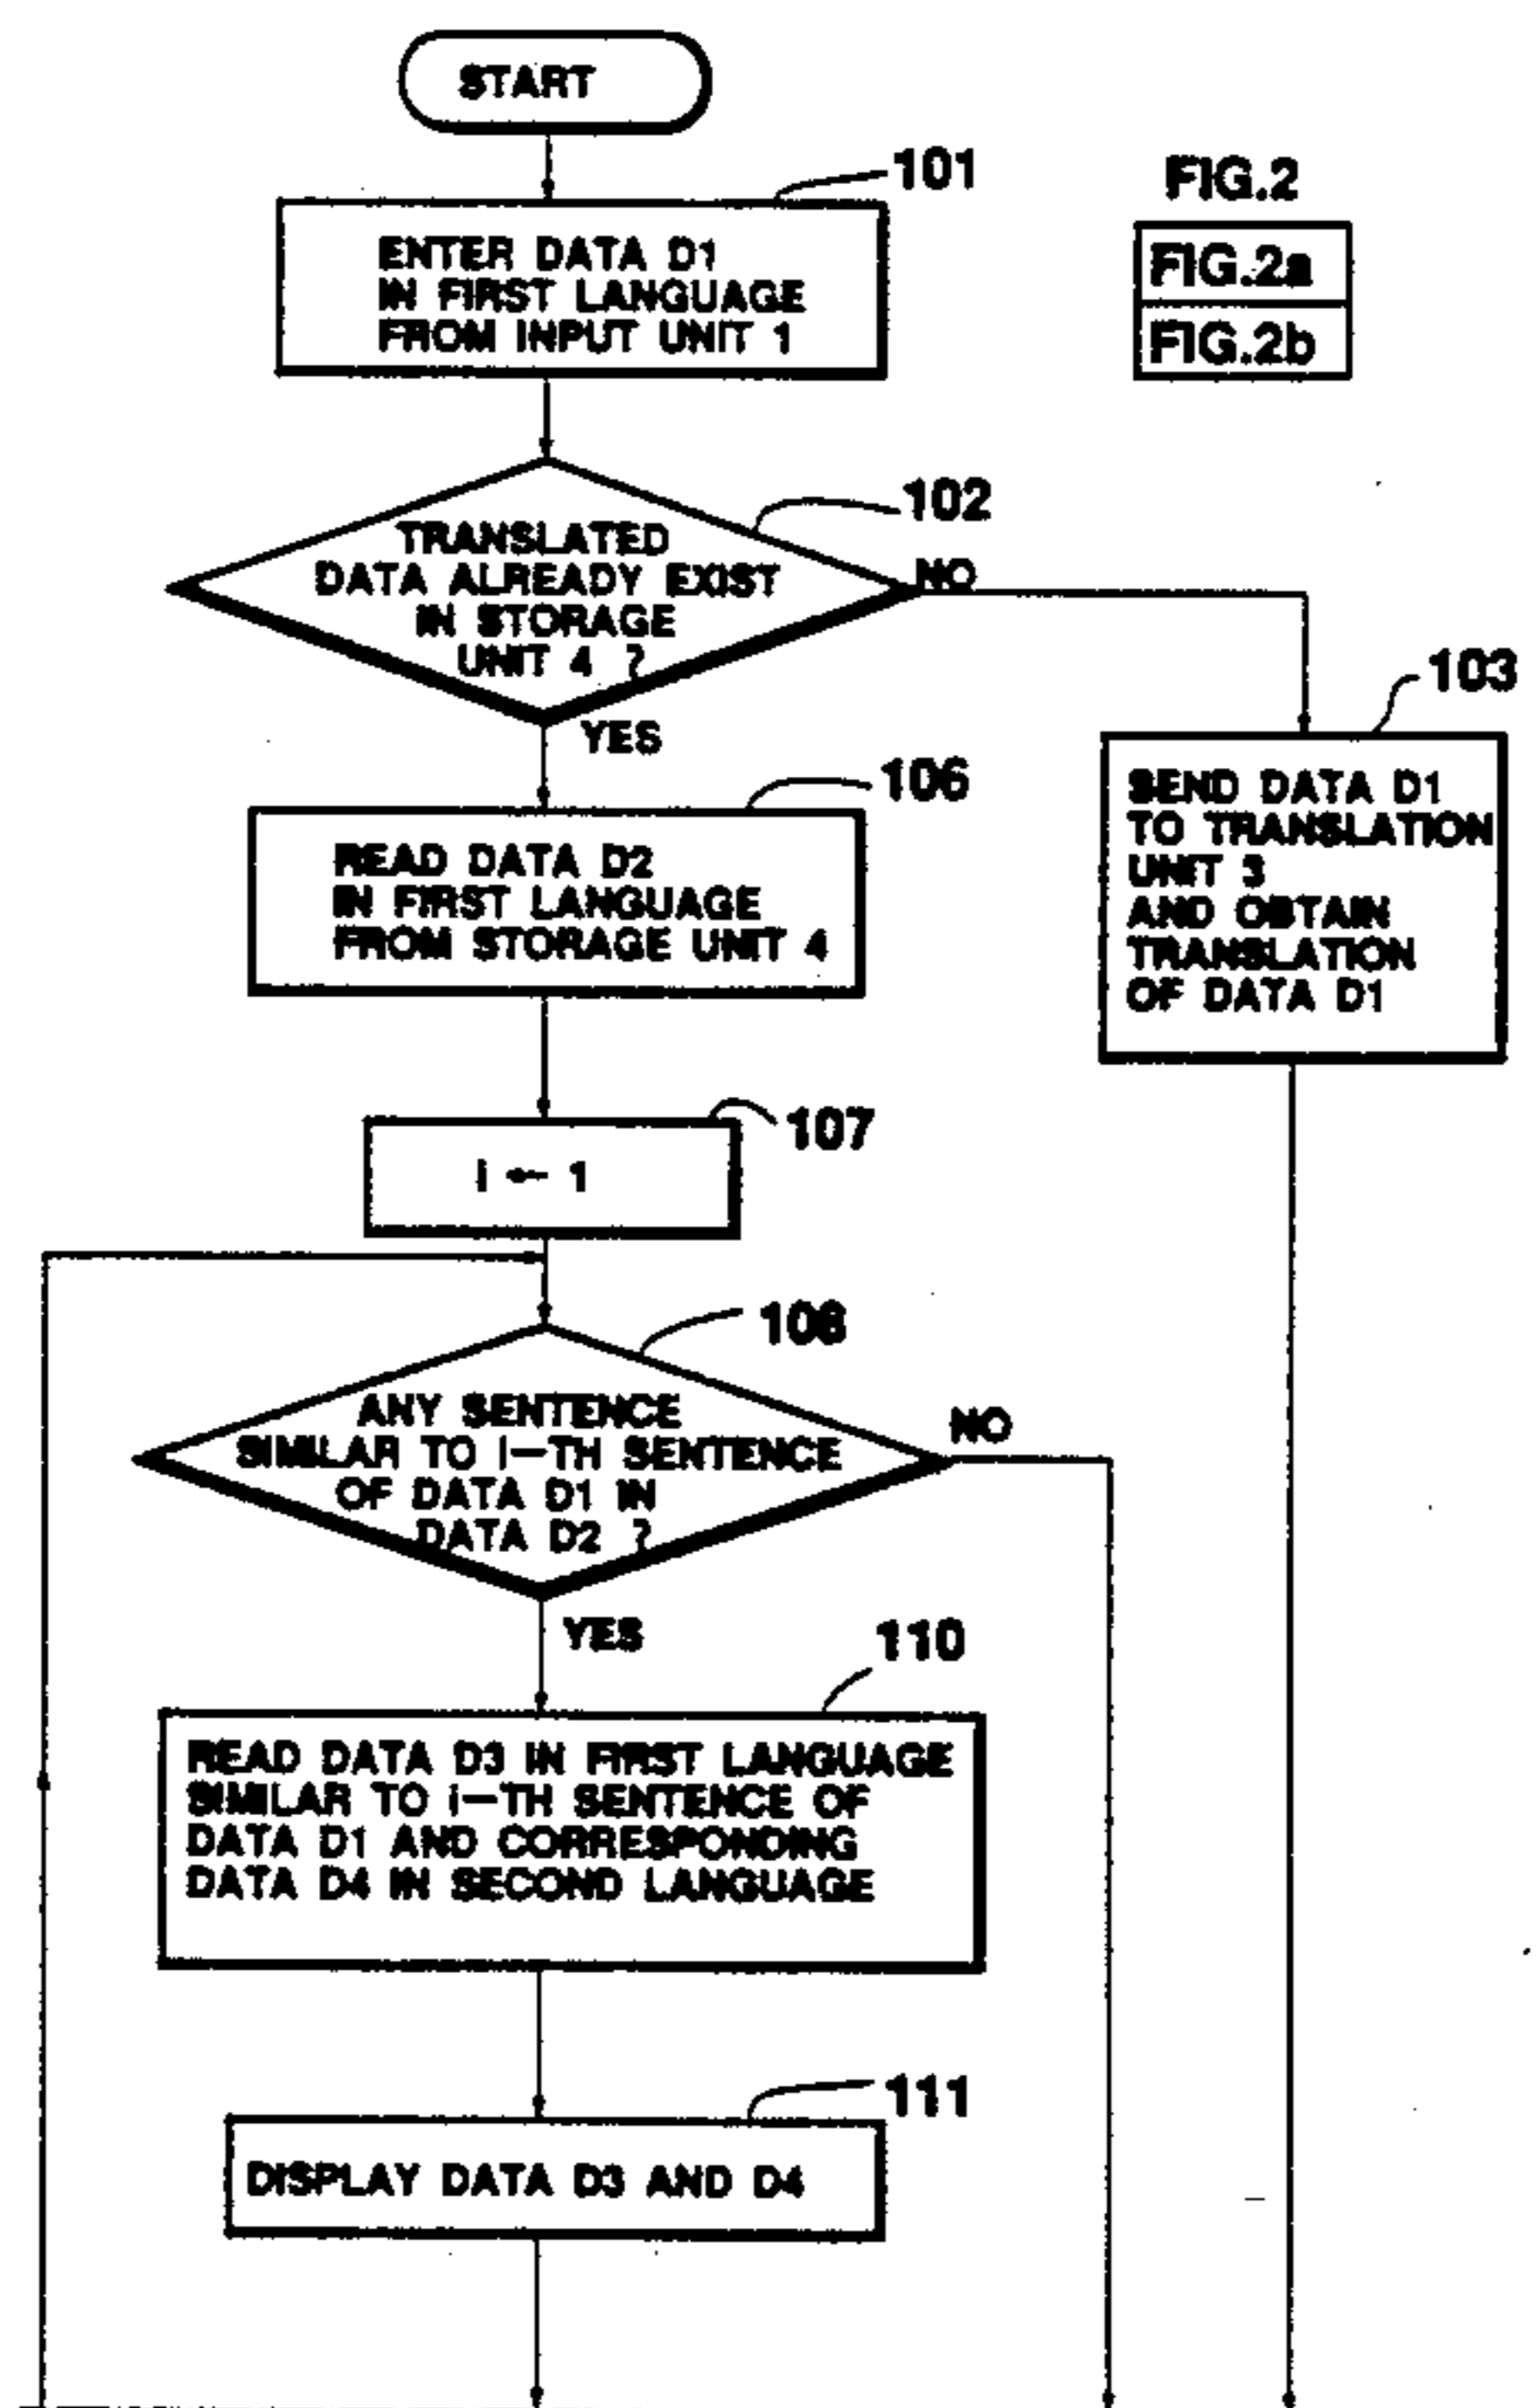 START
101
ENTER DATA D1
IN FIRST LANGUAGE
FROM INPUT UNIT 1
FIG.2
FIG.2a
FIG.2b
102
TRANSLATED
DATA ALREADY EXIST
IN STORAGE
UNIT 4 ?
NO
YES
103
SEND DATA D1
TO TRANSLATION
UNIT 3
AND OBTAIN
TRANSLATION
OF DATA D1
106
READ DATA D2
IN FIRST LANGUAGE
FROM STORAGE UNIT 4
107
i ← 1
108
ANY SENTENCE
SIMILAR TO i-TH SENTENCE
OF DATA D1 IN
DATA D2 ?
NO
YES
110
READ DATA D3 IN FIRST LANGUAGE
SIMILAR TO i-TH SENTENCE OF
DATA D1 AND CORRESPONDING
DATA D4 IN SECOND LANGUAGE
111
DISPLAY DATA D3 AND D4